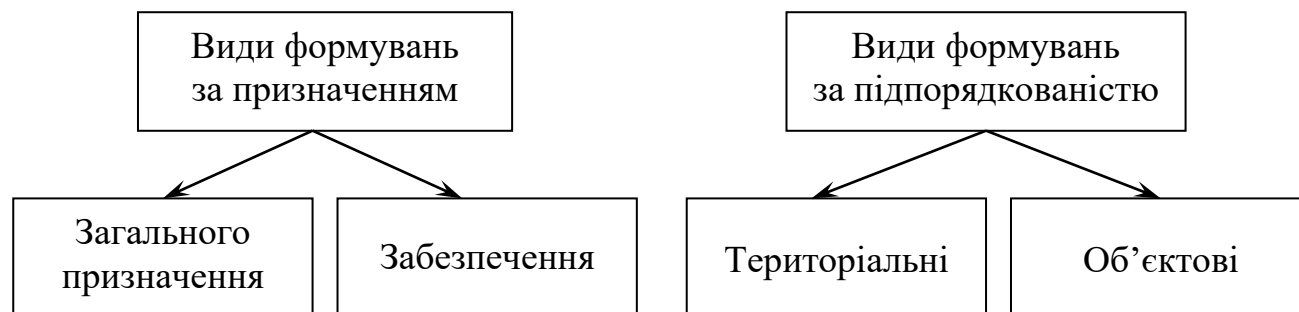 Види формувань
за призначенням
Види формувань
за підпорядкованістю
Загального
призначення
Забезпечення
Територіальні
Об’єктові